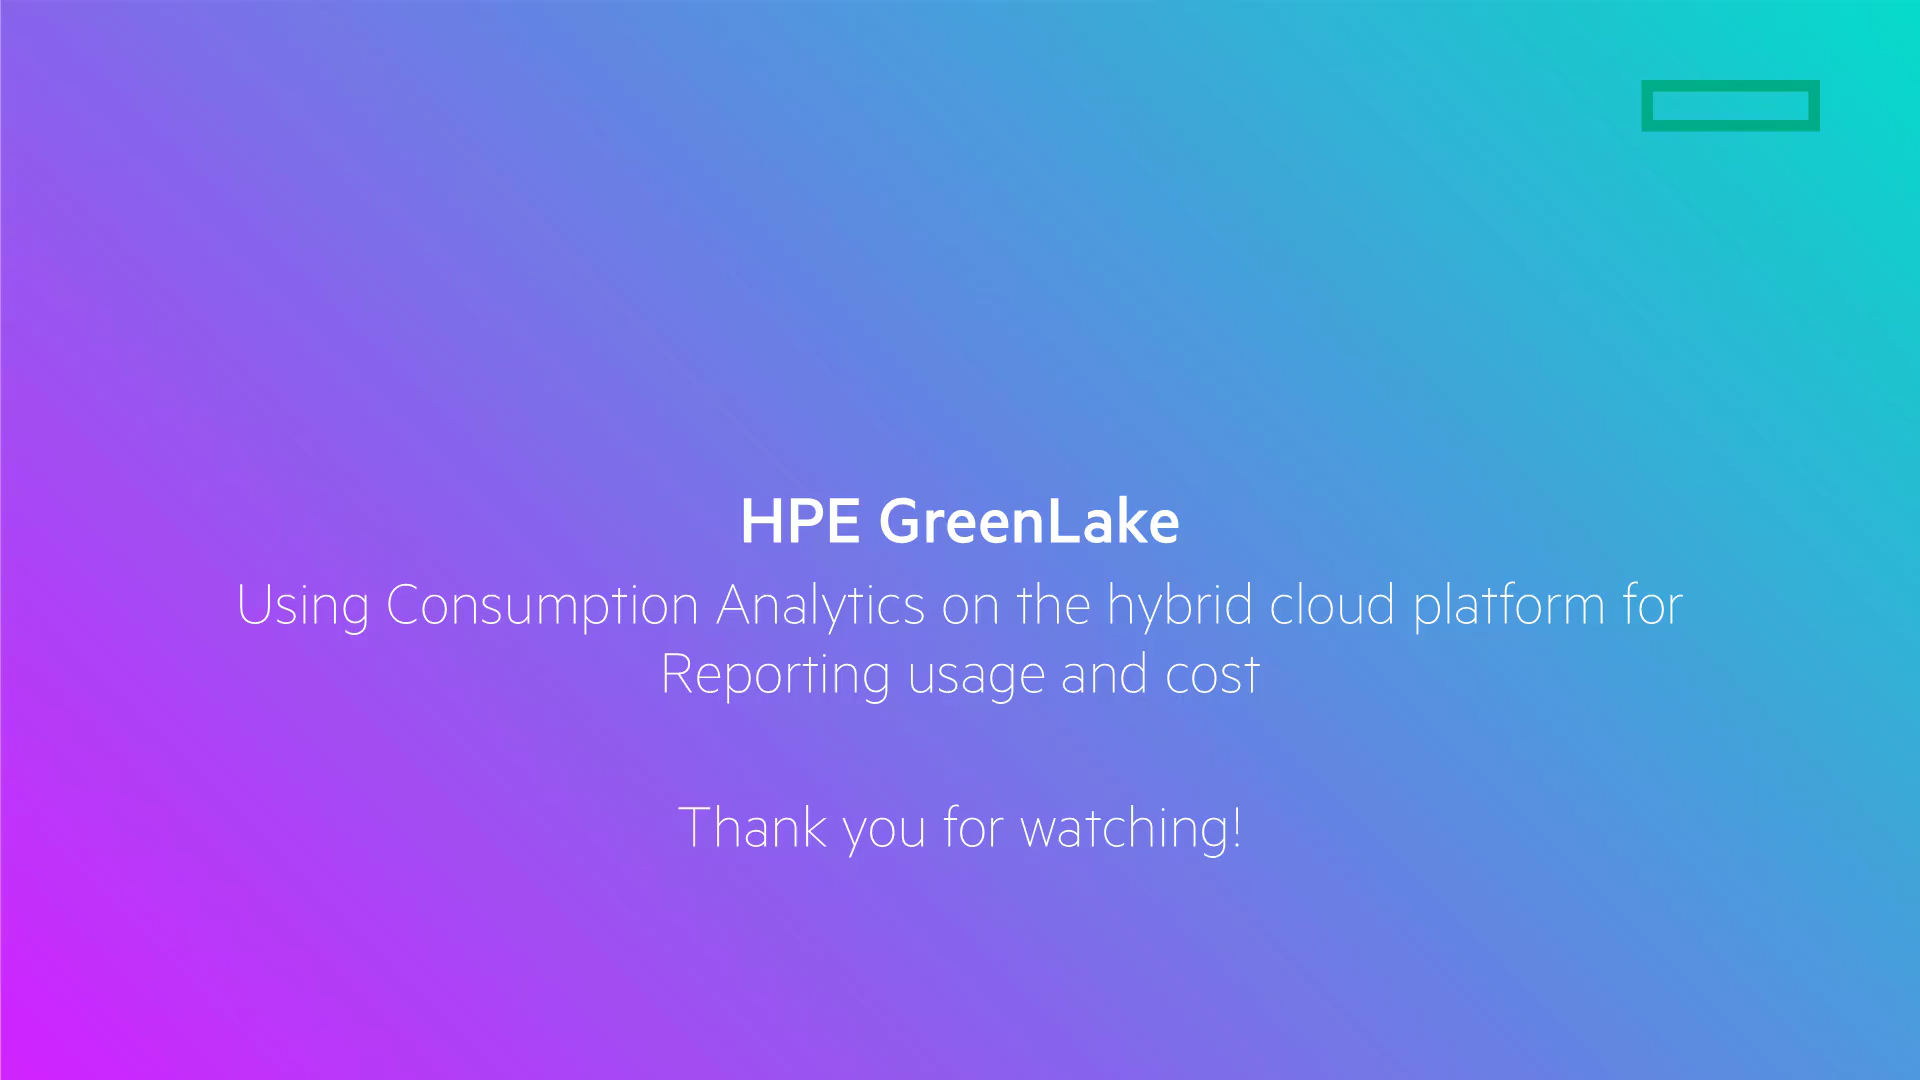 HPE GreenLake
Using Consumption Analytics on the hybrid cloud platform for
Reporting usage and cost
Thank you for watching!